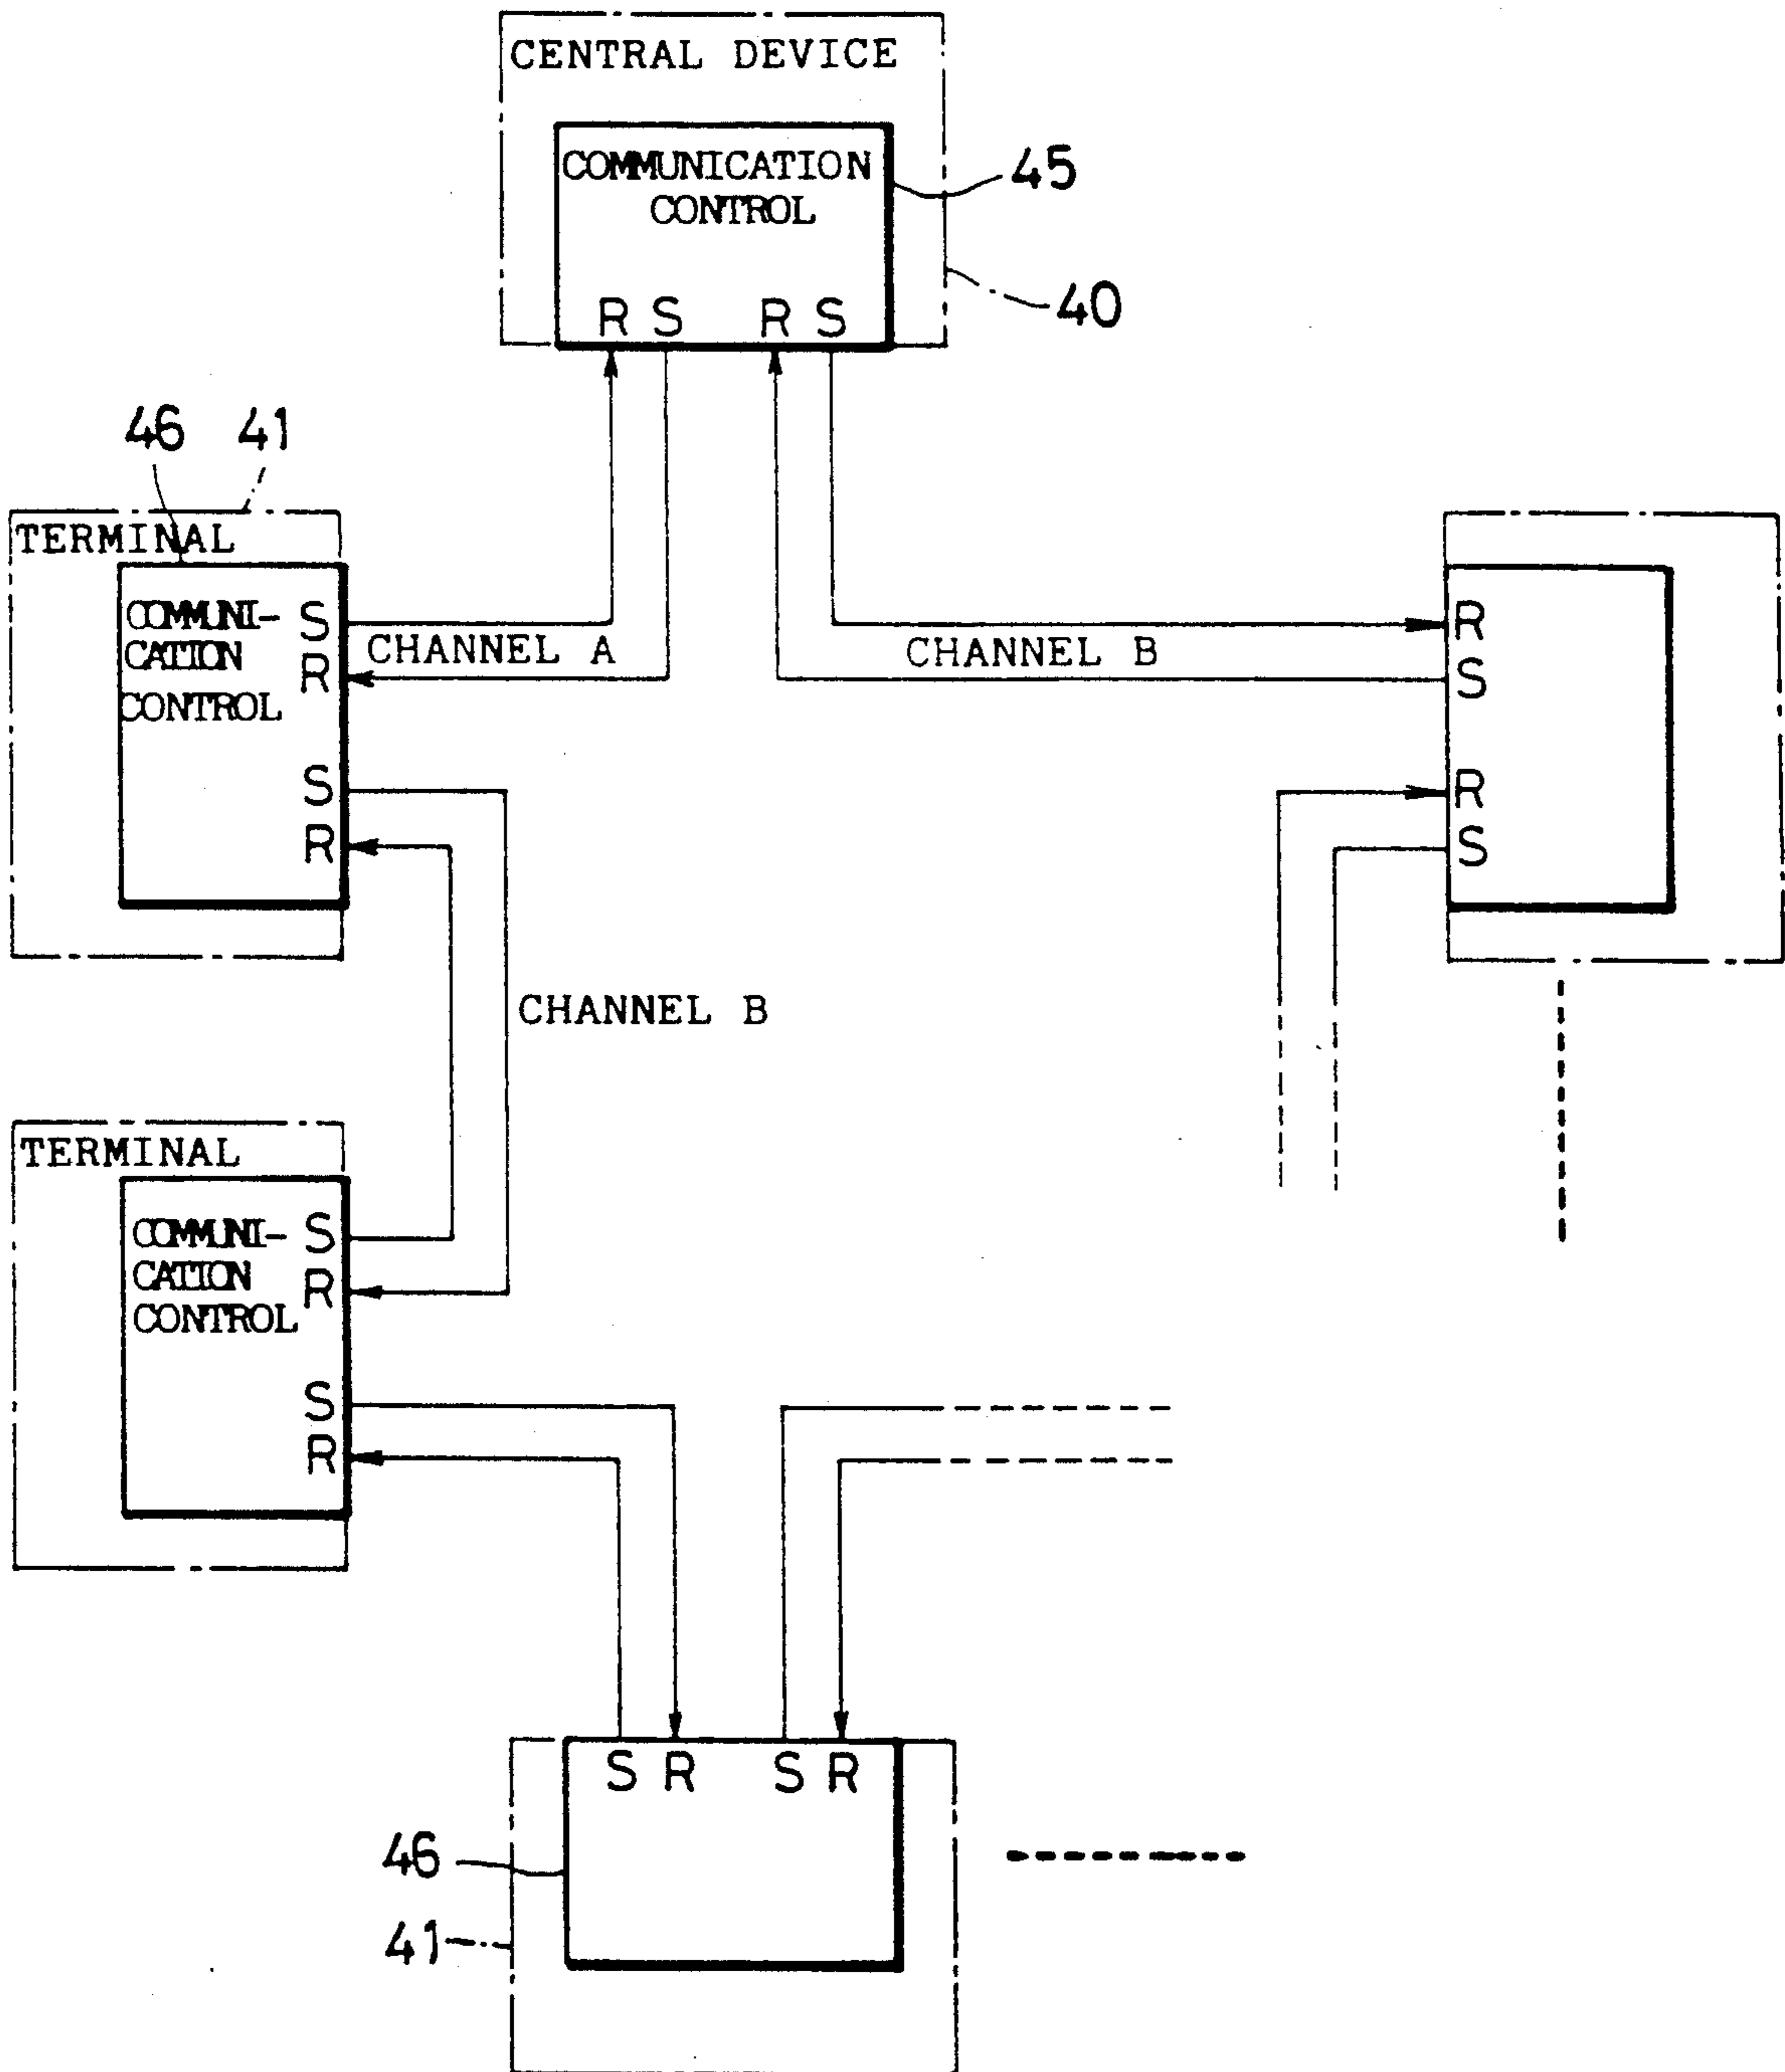 CENTRAL DEVICE
COMMUNICATION
CONTROL
45
40
R S R S
46 41
TERMINAL
COMMUNI-
CATION
CONTROL
S
R
S
R
CHANNEL A
CHANNEL B
R
S
R
S
CHANNEL B
TERMINAL
COMMUNI-
CATION
CONTROL
S
R
S
R
S R S R
46
41